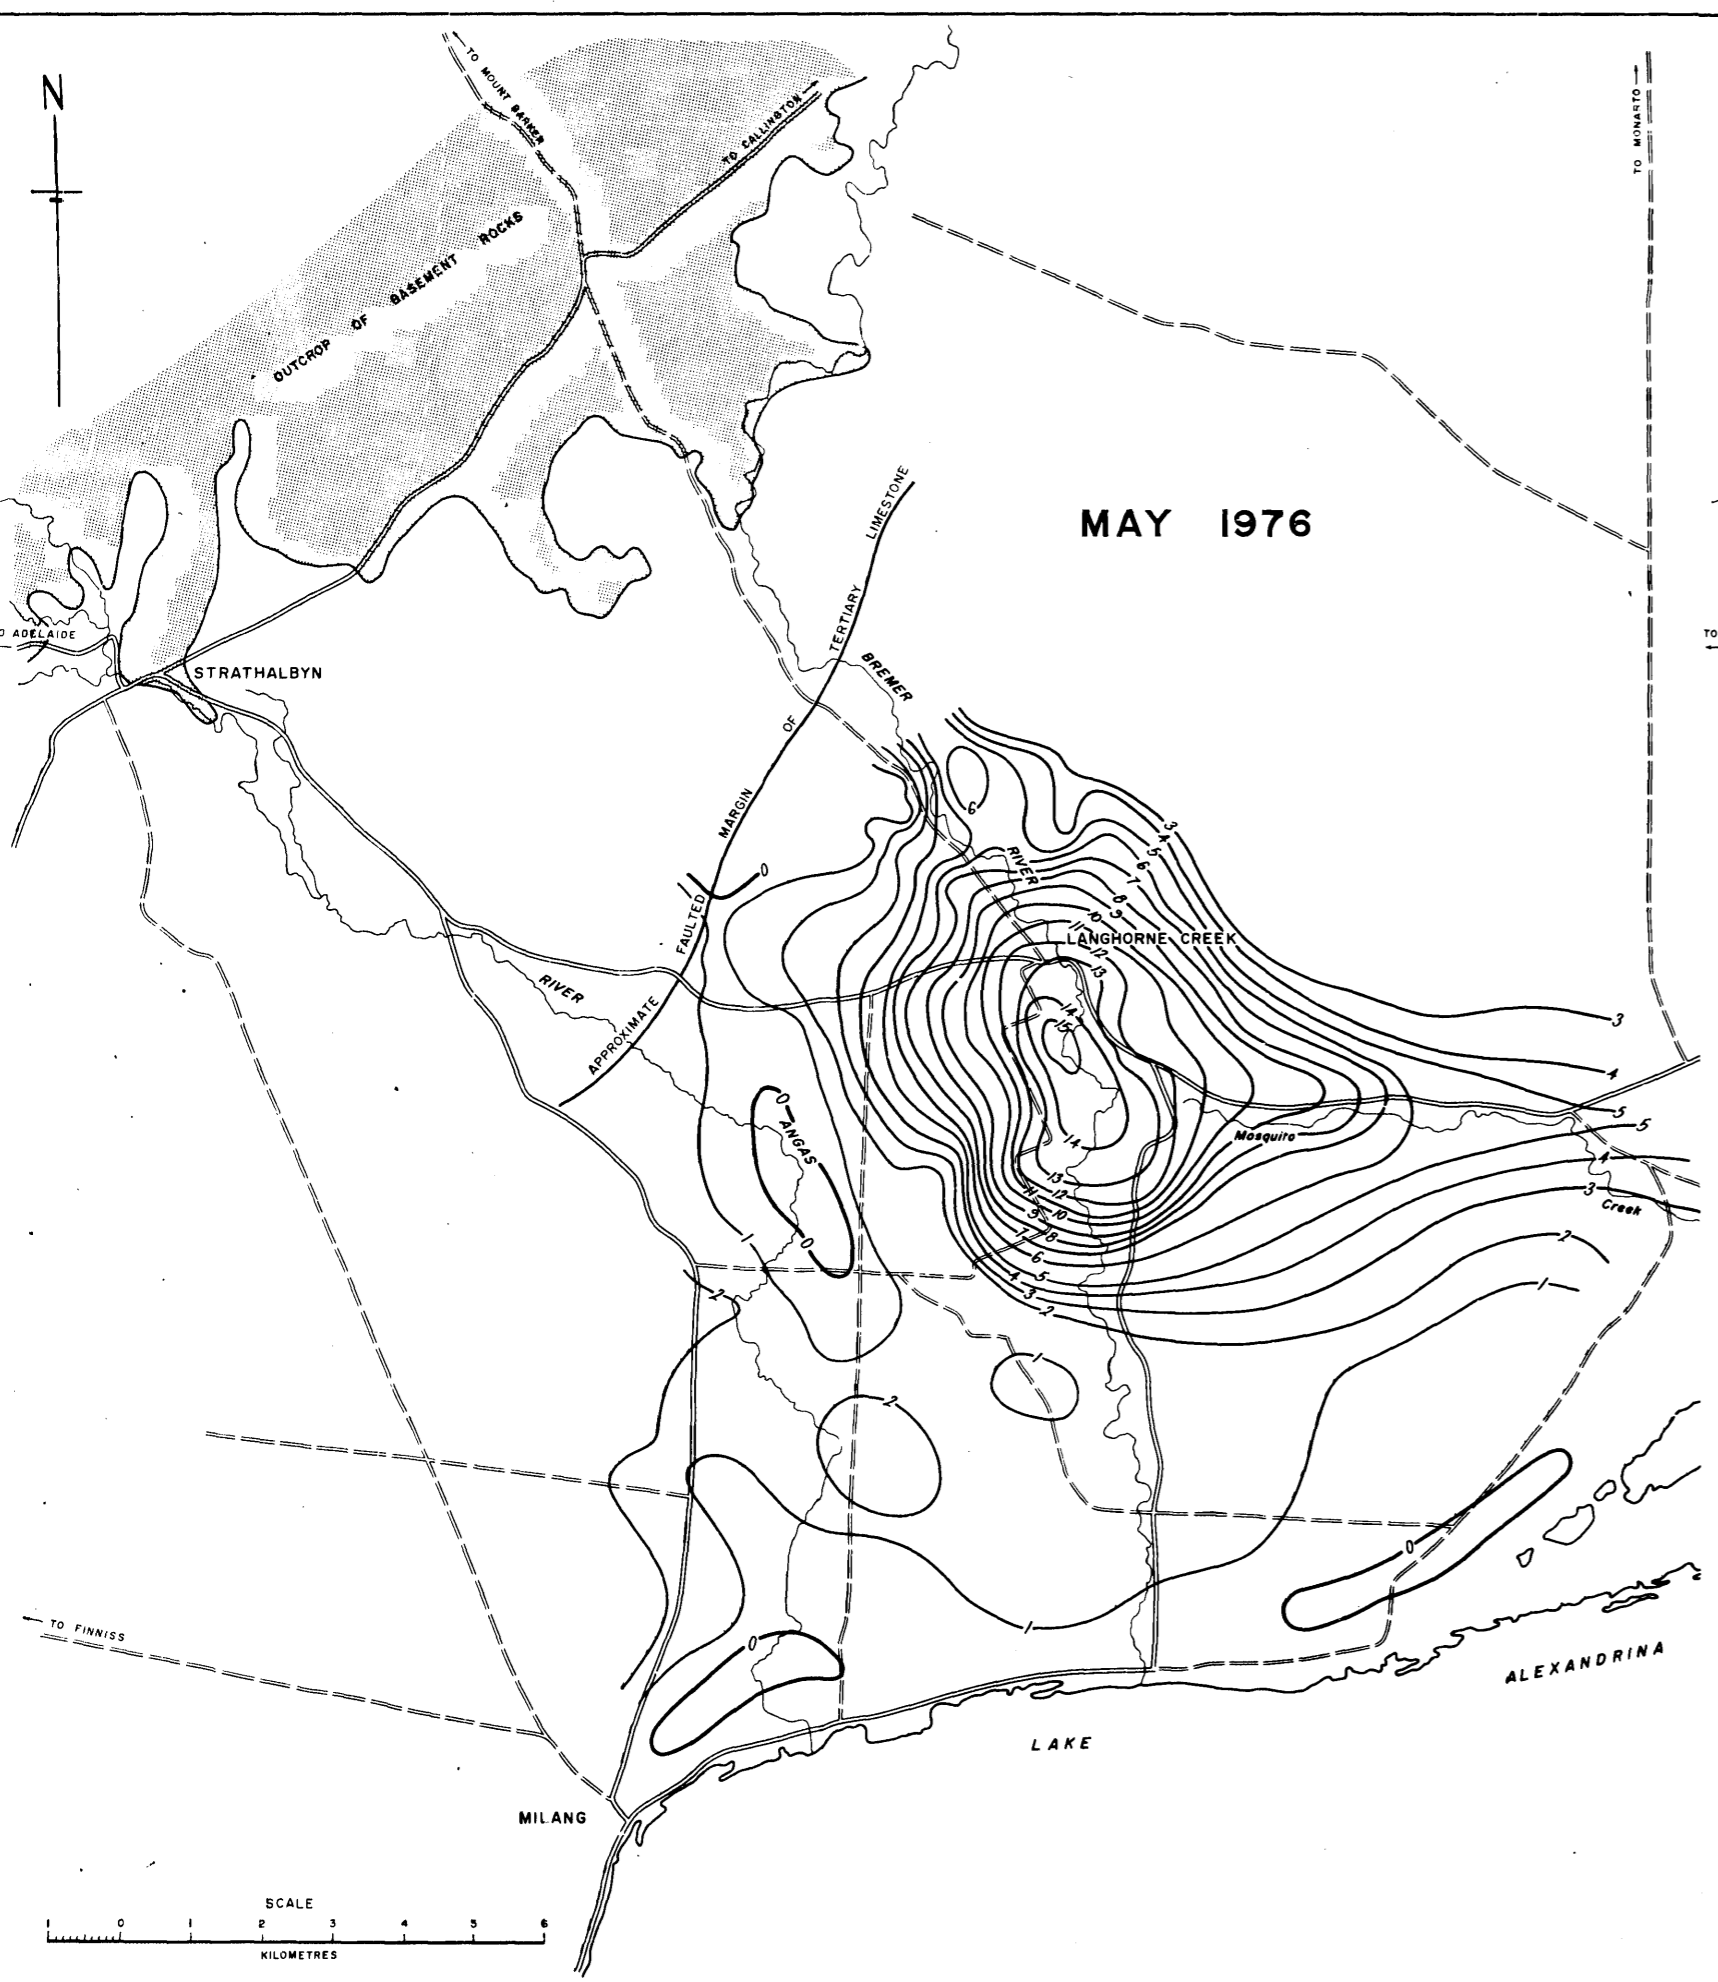 N
TO MOUNT BARKER
TO CALLINGTON
TO MONARTO
OUTCROP OF BASEMENT ROCKS
MAY 1976
ADELAIDE
TO
STRATHALBYN
APPROXIMATE FAULTED MARGIN OF TERTIARY LIMESTONE
BREMER RIVER
6
3
4
5
6
7
8
9
10
11
12
13
LANGHORNE CREEK
14
15
0
RIVER
ANGAS
0
0
1
2
3
4
5
5
4
3
2
1
Mosquito
Creek
14
13
12
11
10
9
8
7
6
5
4
3
2
1
2
1
0
0
TO FINNISS
ALEXANDRINA
LAKE
MILANG
SCALE
1 0 1 2 3 4 5 6
KILOMETRES